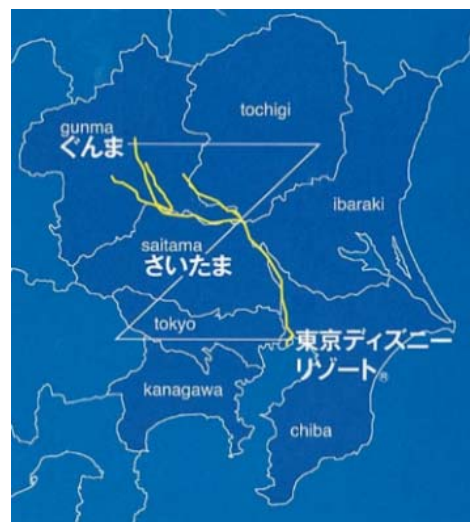 tochigi
gunma
ぐんま
ibaraki
saitama
さいたま
tokyo
東京ディズニー
リゾート®
kanagawa
chiba